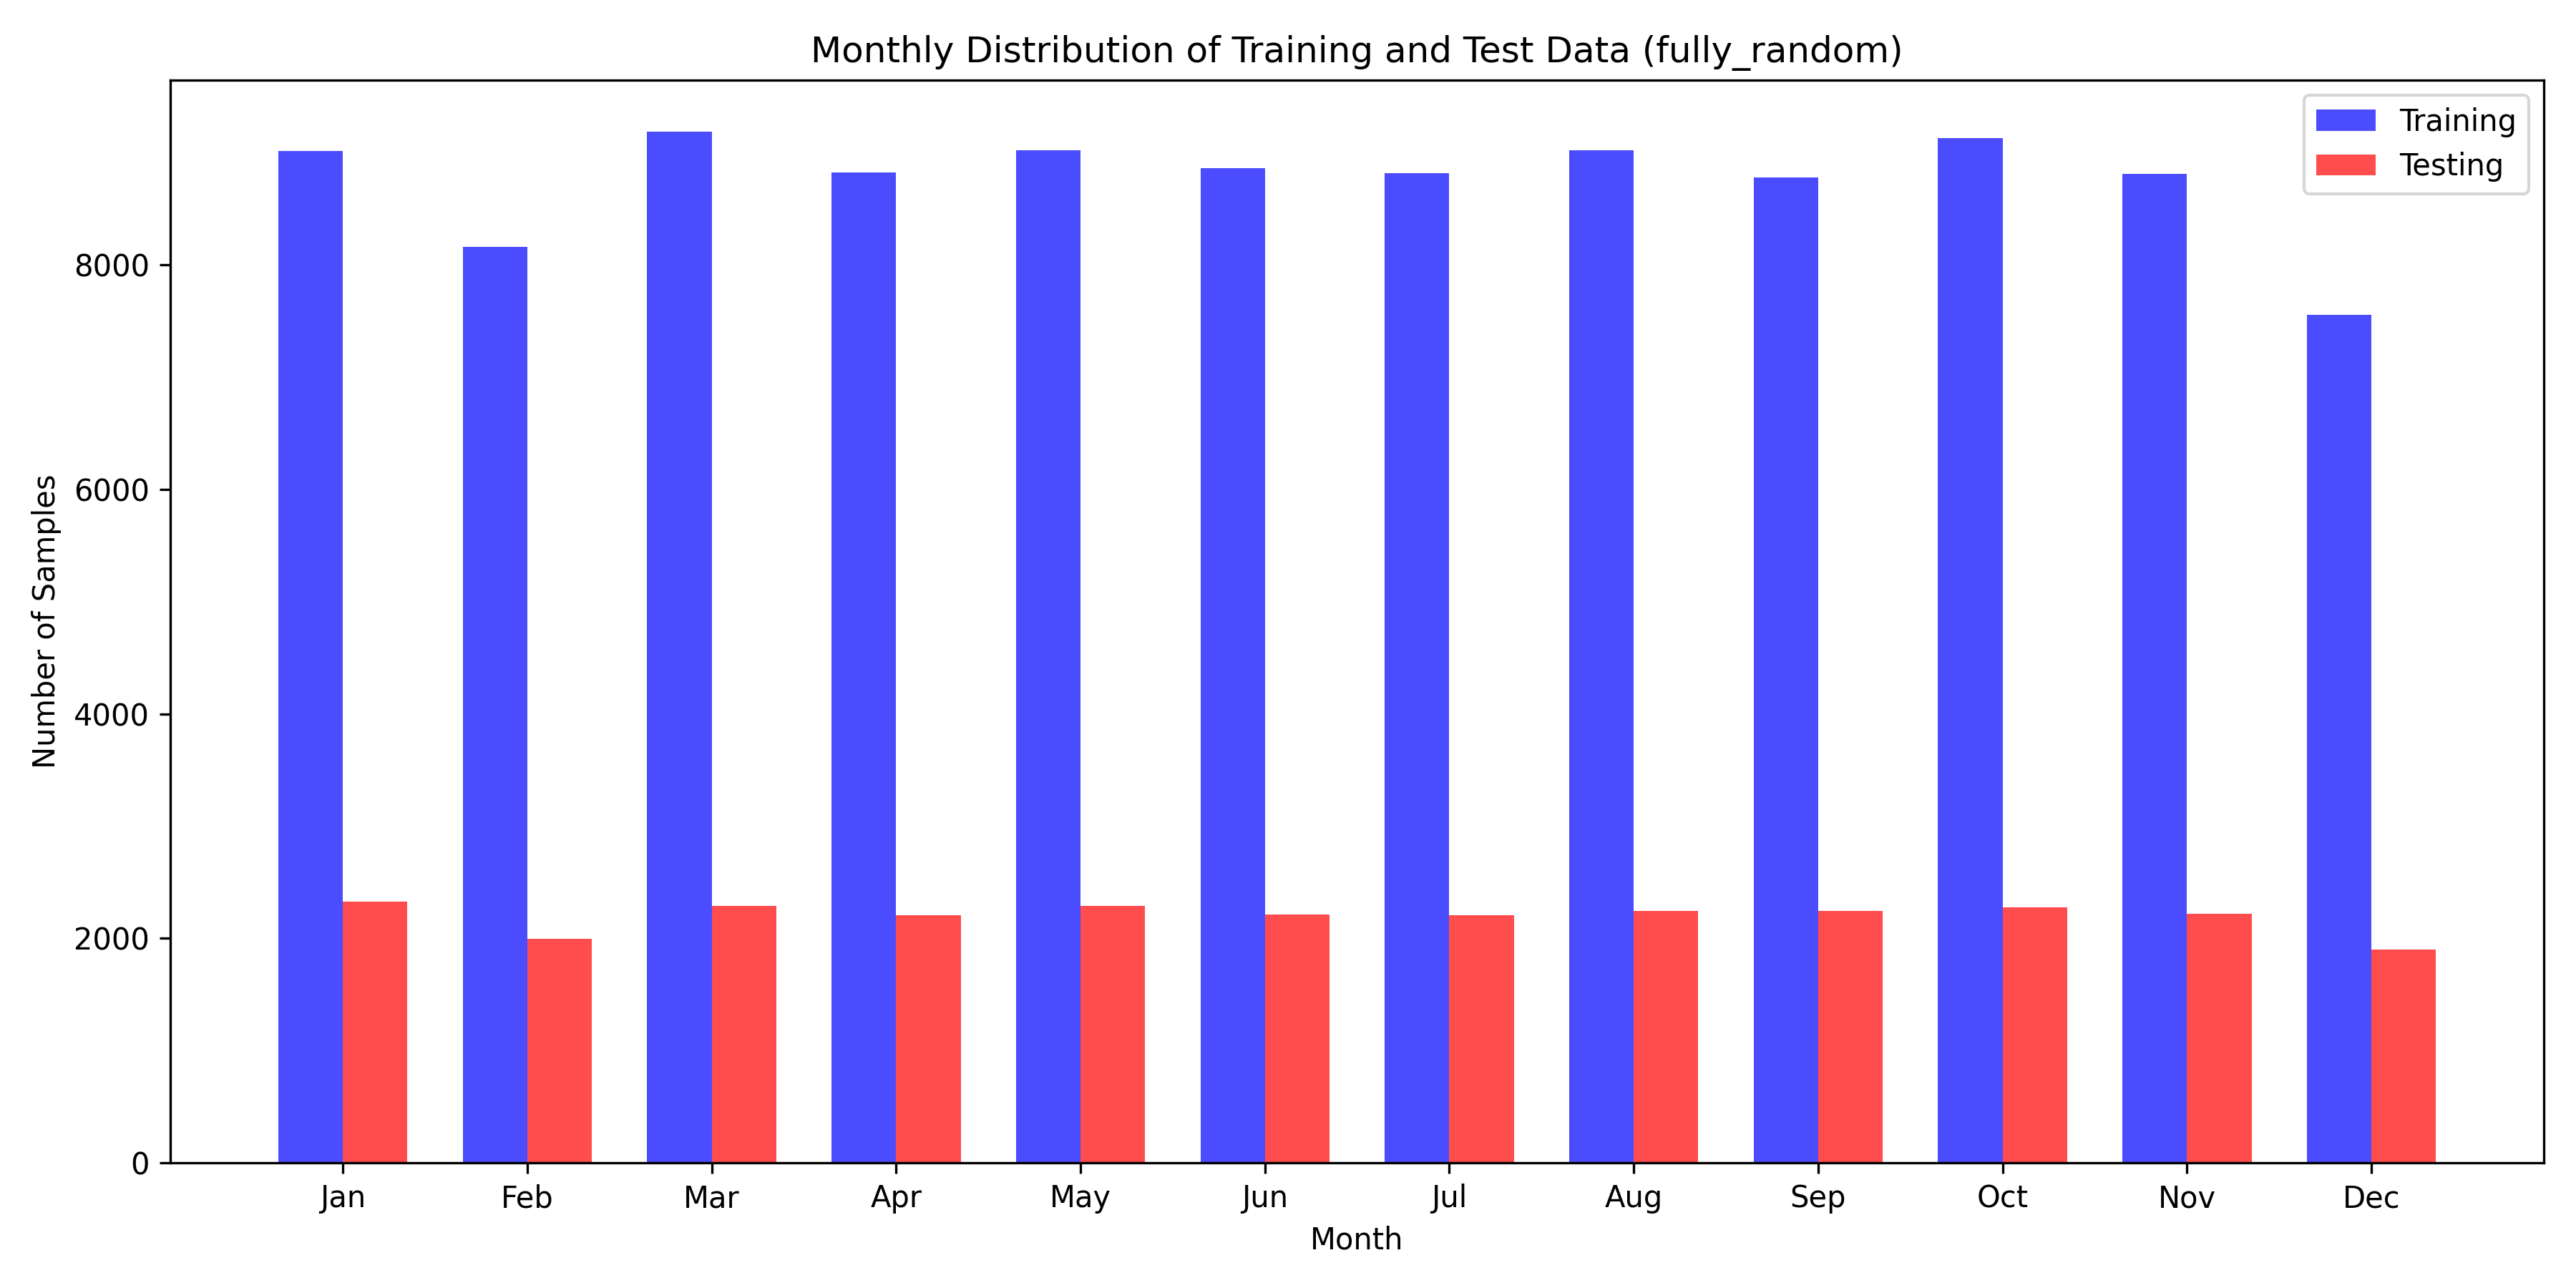 Monthly Distribution of Training and Test Data (fully_random)
Training
Testing
Number of Samples
8000
6000
4000
2000
0
Jan Feb Mar Apr May Jun Jul Aug Sep Oct Nov Dec
Month